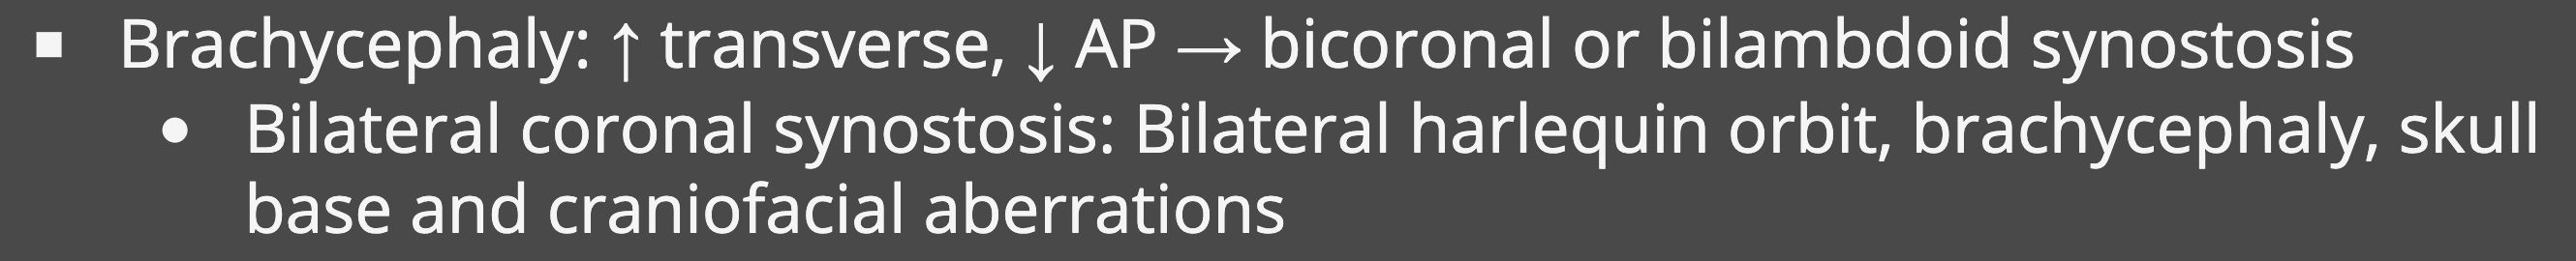 ▪ Brachycephaly: ↑ transverse, ↓ AP → bicoronal or bilambdoid synostosis
• Bilateral coronal synostosis: Bilateral harlequin orbit, brachycephaly, skull
base and craniofacial aberrations